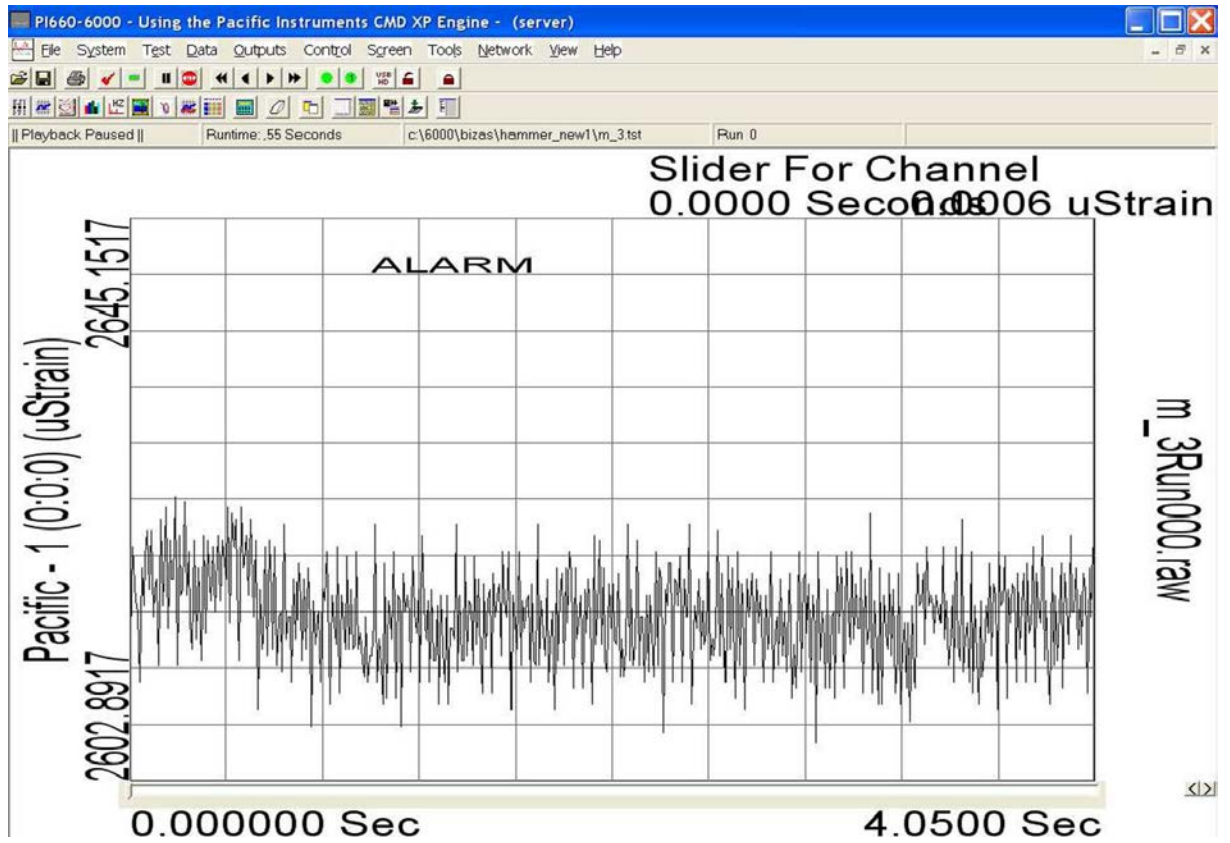 PI660-6000 - Using the Pacific Instruments CMD XP Engine - (server)
File System Test Data Outputs Control Screen Tools Network View Help
|| Playback Paused || Runtime: ,55 Seconds c:\6000\bizas\hammer_new1\m_3.tst Run 0
Slider For Channel
0.0000 Seconds 0.0006 uStrain
ALARM
2645.1517
Pacific - 1 (0:0:0) (uStrain)
2602.8917
m_3Run000.raw
0.000000 Sec 4.0500 Sec